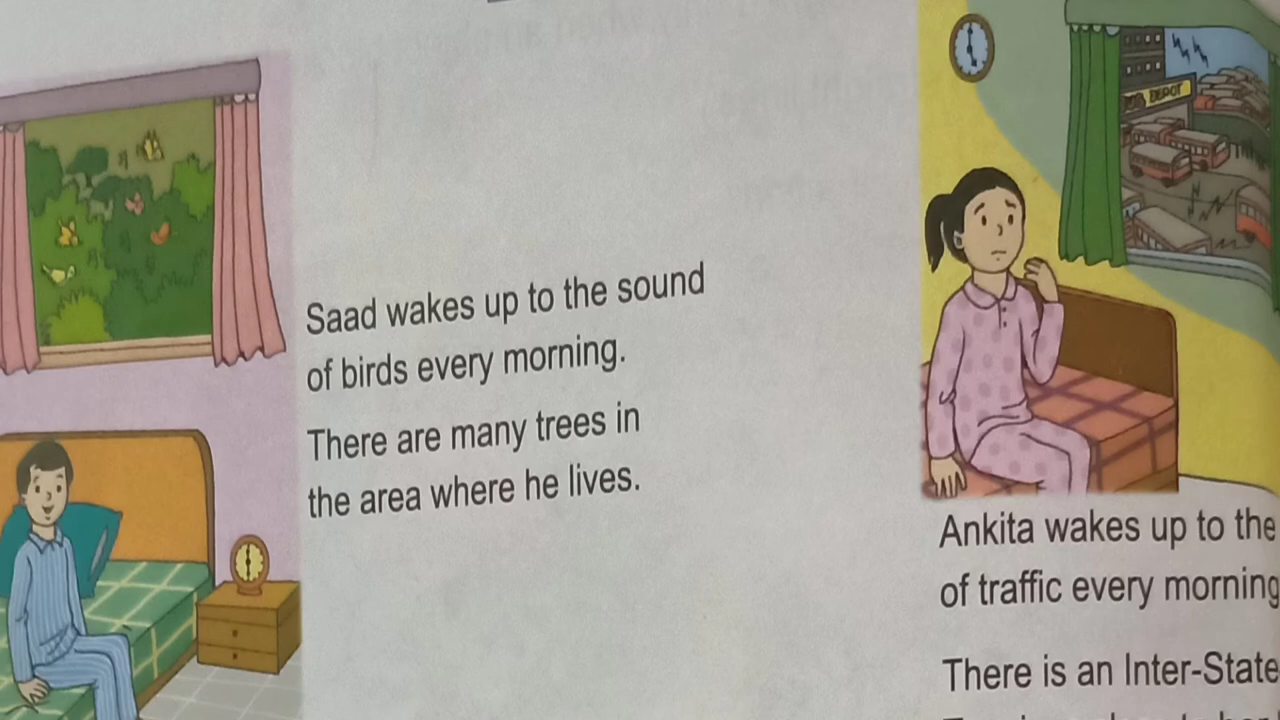 Saad wakes up to the sound
of birds every morning.
There are many trees in
the area where he lives.
DEPOT
Ankita wakes up to the
of traffic every morning
There is an Inter-State